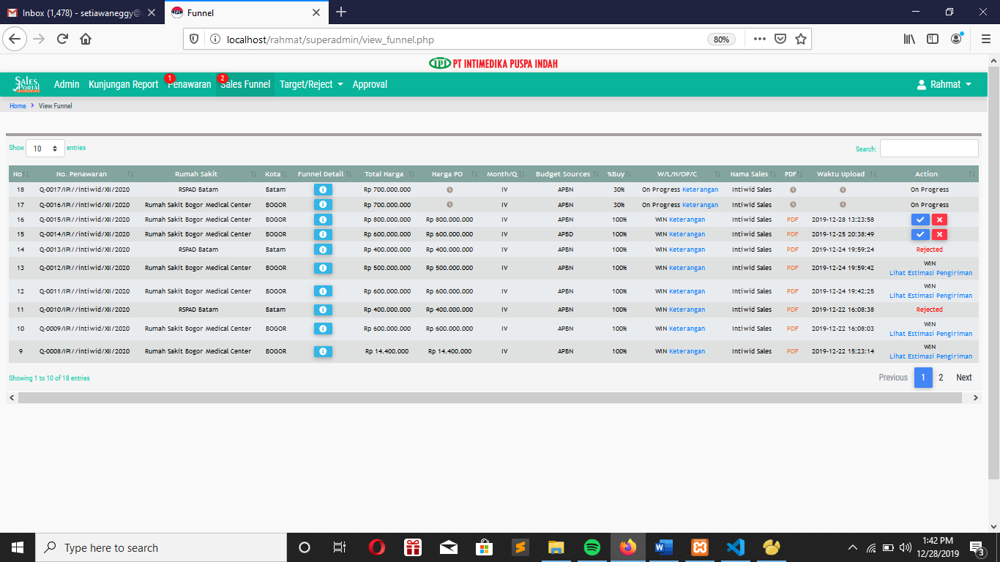 Inbox (1,478) - setiawaneggy@
Funnel
localhost/rahmat/superadmin/view_funnel.php
80%
IPI PT INTIMEDIKA PUSPA INDAH
Sales Portal
Admin Kunjungan Report 1 Penawaran 2 Sales Funnel Target/Reject Approval Rahmat
Home > View Funnel
Show 10 entries Search:
No No. Penawaran Rumah Sakit Kota Funnel Detail Total Harga Harga PO Month/Q Budget Sources %Buy W/L/H/OP/C Nama Sales PDF Waktu Upload Action
18 Q-0017/IPI//intiwid/XII/2020 RSPAD Batam Batam Rp 700.000.000 IV APBN 30% On Progress Keterangan Intiwid Sales On Progress
17 Q-0016/IPI//intiwid/XII/2020 Rumah Sakit Bogor Medical Center BOGOR Rp 700.000.000 IV APBN 30% On Progress Keterangan Intiwid Sales On Progress
16 Q-0015/IPI//intiwid/XII/2020 Rumah Sakit Bogor Medical Center BOGOR Rp 800.000.000 Rp 800.000.000 IV APBN 100% WIN Keterangan Intiwid Sales PDF 2019-12-28 13:23:58
15 Q-0014/IPI//intiwid/XII/2020 Rumah Sakit Bogor Medical Center BOGOR Rp 600.000.000 Rp 600.000.000 IV APBD 100% WIN Keterangan Intiwid Sales PDF 2019-12-25 20:38:49
14 Q-0013/IPI//intiwid/XII/2020 RSPAD Batam Batam Rp 400.000.000 Rp 400.000.000 IV APBN 100% WIN Keterangan Intiwid Sales PDF 2019-12-24 19:59:24 Rejected
13 Q-0012/IPI//intiwid/XII/2020 Rumah Sakit Bogor Medical Center BOGOR Rp 500.000.000 Rp 500.000.000 IV APBN 100% WIN Keterangan Intiwid Sales PDF 2019-12-24 19:59:42 WIN
Lihat Estimasi Pengiriman
12 Q-0011/IPI//intiwid/XII/2020 Rumah Sakit Bogor Medical Center BOGOR Rp 600.000.000 Rp 600.000.000 IV APBN 100% WIN Keterangan Intiwid Sales PDF 2019-12-24 19:42:25 WIN
Lihat Estimasi Pengiriman
11 Q-0010/IPI//intiwid/XII/2020 RSPAD Batam Batam Rp 400.000.000 Rp 400.000.000 IV APBN 100% WIN Keterangan Intiwid Sales PDF 2019-12-22 16:08:38 Rejected
10 Q-0009/IPI//intiwid/XII/2020 Rumah Sakit Bogor Medical Center BOGOR Rp 600.000.000 Rp 600.000.000 IV APBN 100% WIN Keterangan Intiwid Sales PDF 2019-12-22 16:08:03 WIN
Lihat Estimasi Pengiriman
9 Q-0008/IPI//intiwid/XII/2020 Rumah Sakit Bogor Medical Center BOGOR Rp 14.400.000 Rp 14.400.000 IV APBN 100% WIN Keterangan Intiwid Sales PDF 2019-12-22 15:23:14 WIN
Lihat Estimasi Pengiriman
Showing 1 to 10 of 18 entries Previous 1 2 Next
Type here to search
1:42 PM
12/28/2019
3